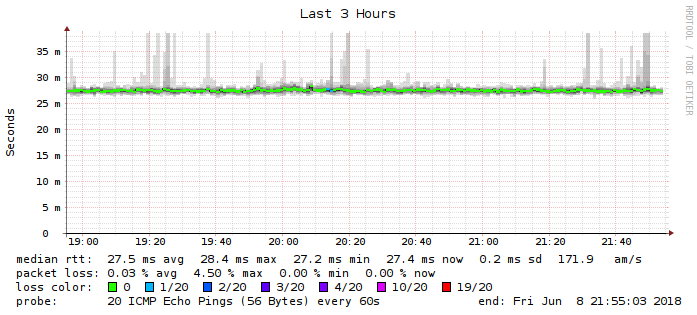 Last 3 Hours
RRDTOOL / TOBI OETIKER
Seconds
35 m
30 m
25 m
20 m
15 m
10 m
5 m
0
19:00 19:20 19:40 20:00 20:20 20:40 21:00 21:20 21:40
median rtt: 27.5 ms avg 28.4 ms max 27.2 ms min 27.4 ms now 0.2 ms sd 171.9 am/s
packet loss: 0.03 % avg 4.50 % max 0.00 % min 0.00 % now
loss color: 0 1/20 2/20 3/20 4/20 10/20 19/20
probe: 20 ICMP Echo Pings (56 Bytes) every 60s end: Fri Jun 8 21:55:03 2018